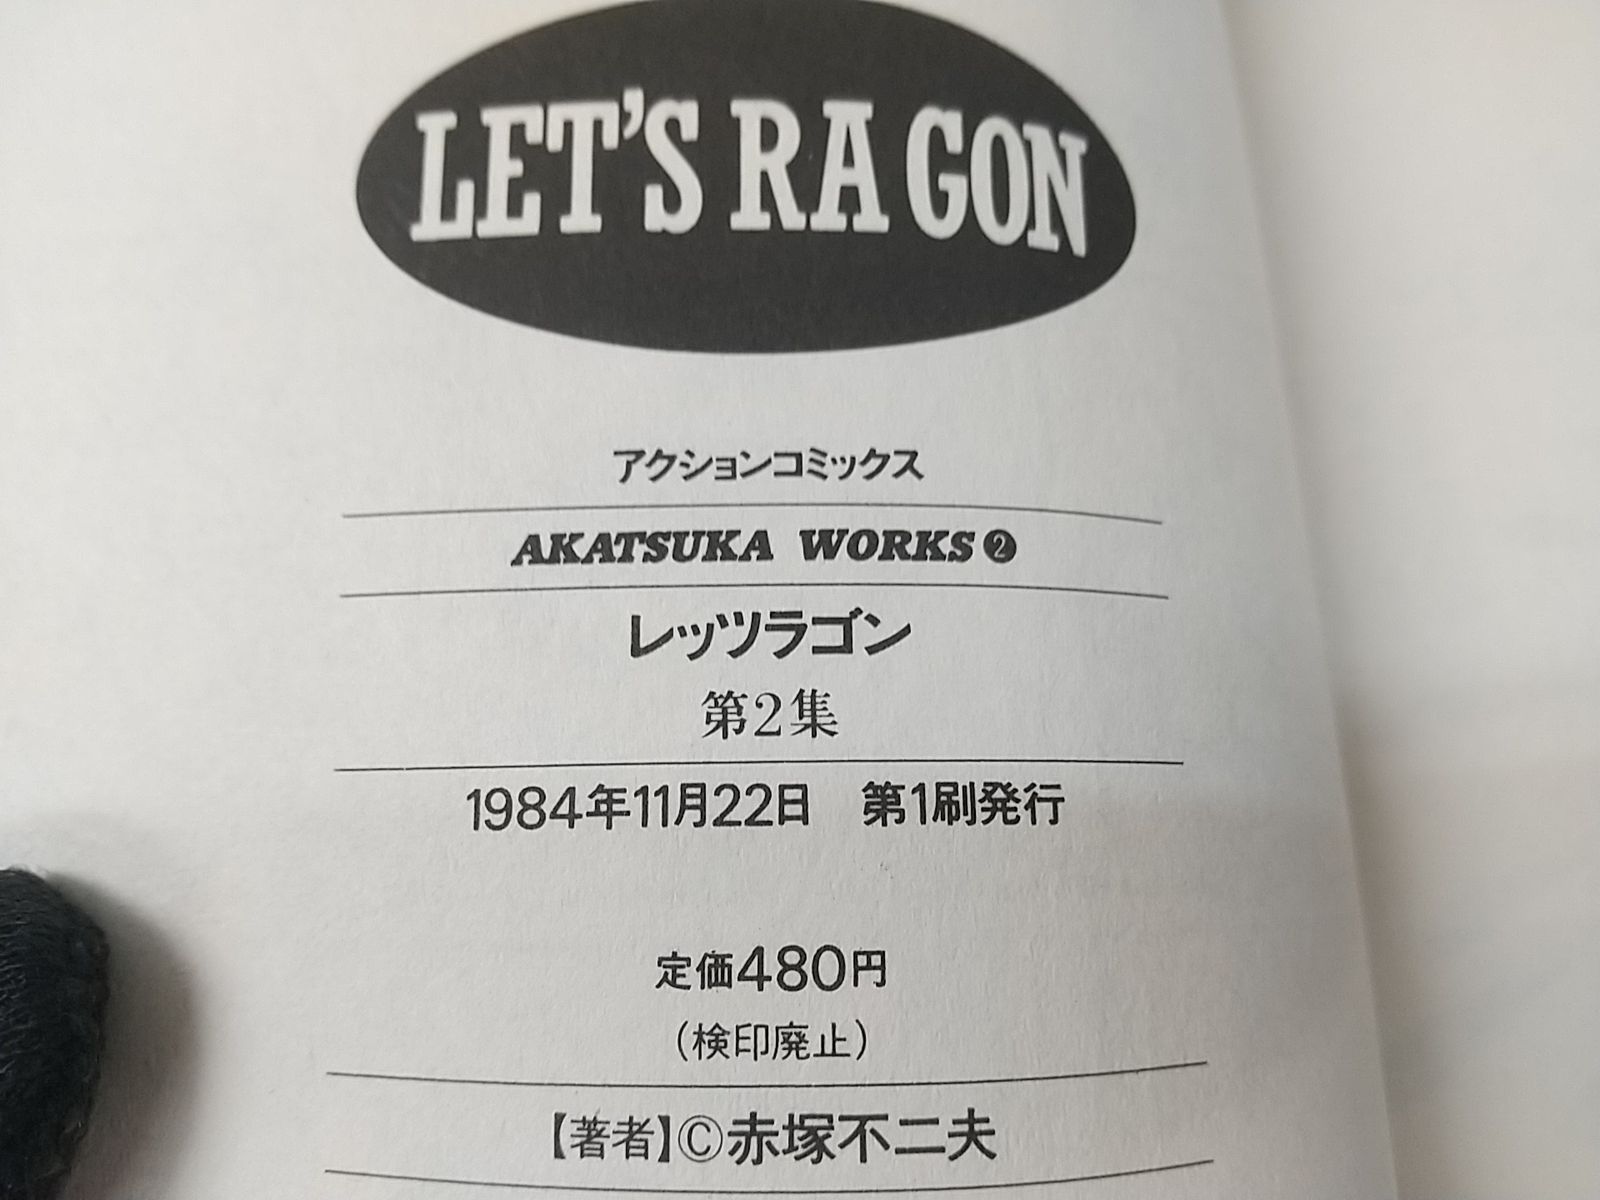 LET'S RA GON
アクションコミックス
AKATSUKA WORKS❷
レッツラゴン
第2集
1984年11月22日 第1刷発行
定価480円
(検印廃止)
【著者】©赤塚不二夫